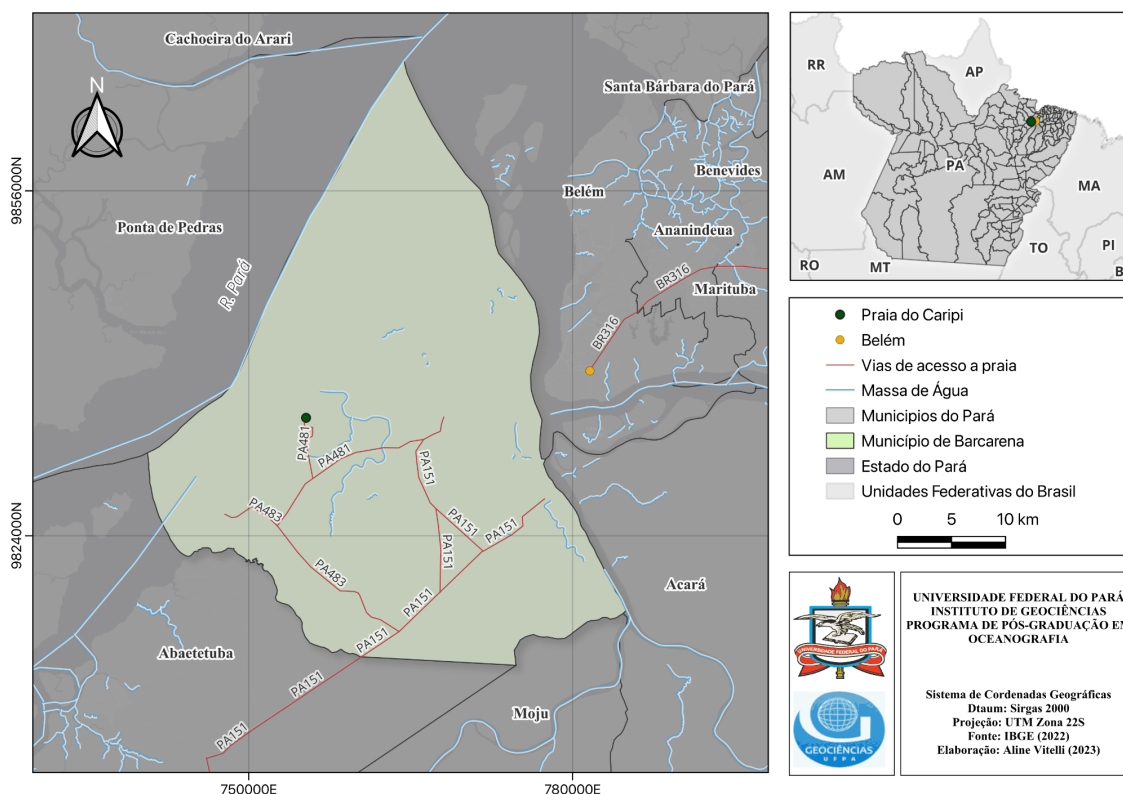 Cachoeira do Arari
Santa Bárbara do Pará
N
Benevides
Belém
Ponta de Pedras
Ananindeua
R. Pará
BR316
Marituba
BR316
PA481
PA481
PA151
PA483
PA151
PA151
PA151
PA483
PA151
Acará
PA151
Abaetetuba
PA151
Moju
PA151
9856000N
9824000N
750000E
780000E
RR
AP
AM
PA
MA
TO
PI
RO
MT
B
Praia do Caripi
Belém
Vias de acesso a praia
Massa de Água
Municipios do Pará
Município de Barcarena
Estado do Pará
Unidades Federativas do Brasil
0 5 10 km
UNIVERSIDADE FEDERAL DO PARÁ
GEOCIÊNCIAS
UFPA
UNIVERSIDADE FEDERAL DO PARÁ
INSTITUTO DE GEOCIÊNCIAS
PROGRAMA DE PÓS-GRADUAÇÃO EM
OCEANOGRAFIA
Sistema de Cordenadas Geográficas
Dtaum: Sirgas 2000
Projeção: UTM Zona 22S
Fonte: IBGE (2022)
Elaboração: Aline Vitelli (2023)